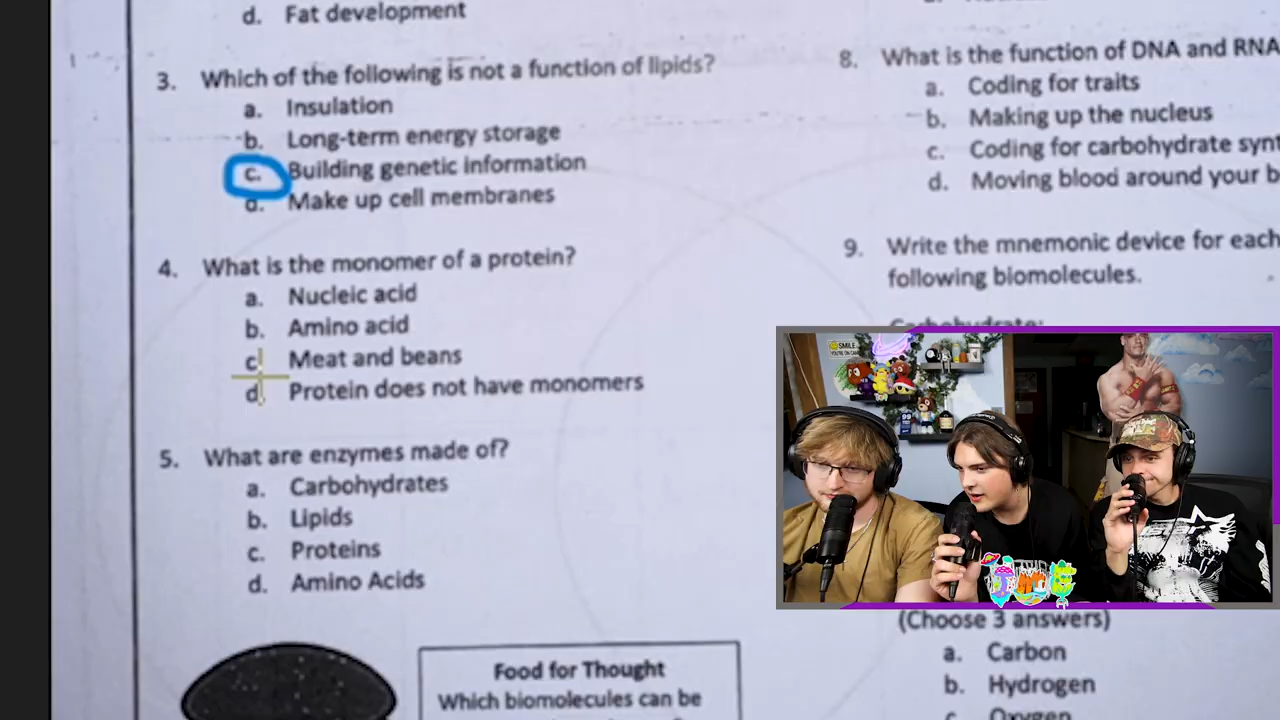 d. Fat development
3. Which of the following is not a function of lipids?
a. Insulation
b. Long-term energy storage
c. Building genetic information
d. Make up cell membranes
4. What is the monomer of a protein?
a. Nucleic acid
b. Amino acid
c. Meat and beans
d. Protein does not have monomers
5. What are enzymes made of?
a. Carbohydrates
b. Lipids
c. Proteins
d. Amino Acids
Food for Thought
Which biomolecules can be
8. What is the function of DNA and RNA
a. Coding for traits
b. Making up the nucleus
c. Coding for carbohydrate synt
d. Moving blood around your b
9. Write the mnemonic device for each
following biomolecules.
Carbohydrate:
(Choose 3 answers)
a. Carbon
b. Hydrogen
c. Oxygen
SMILE